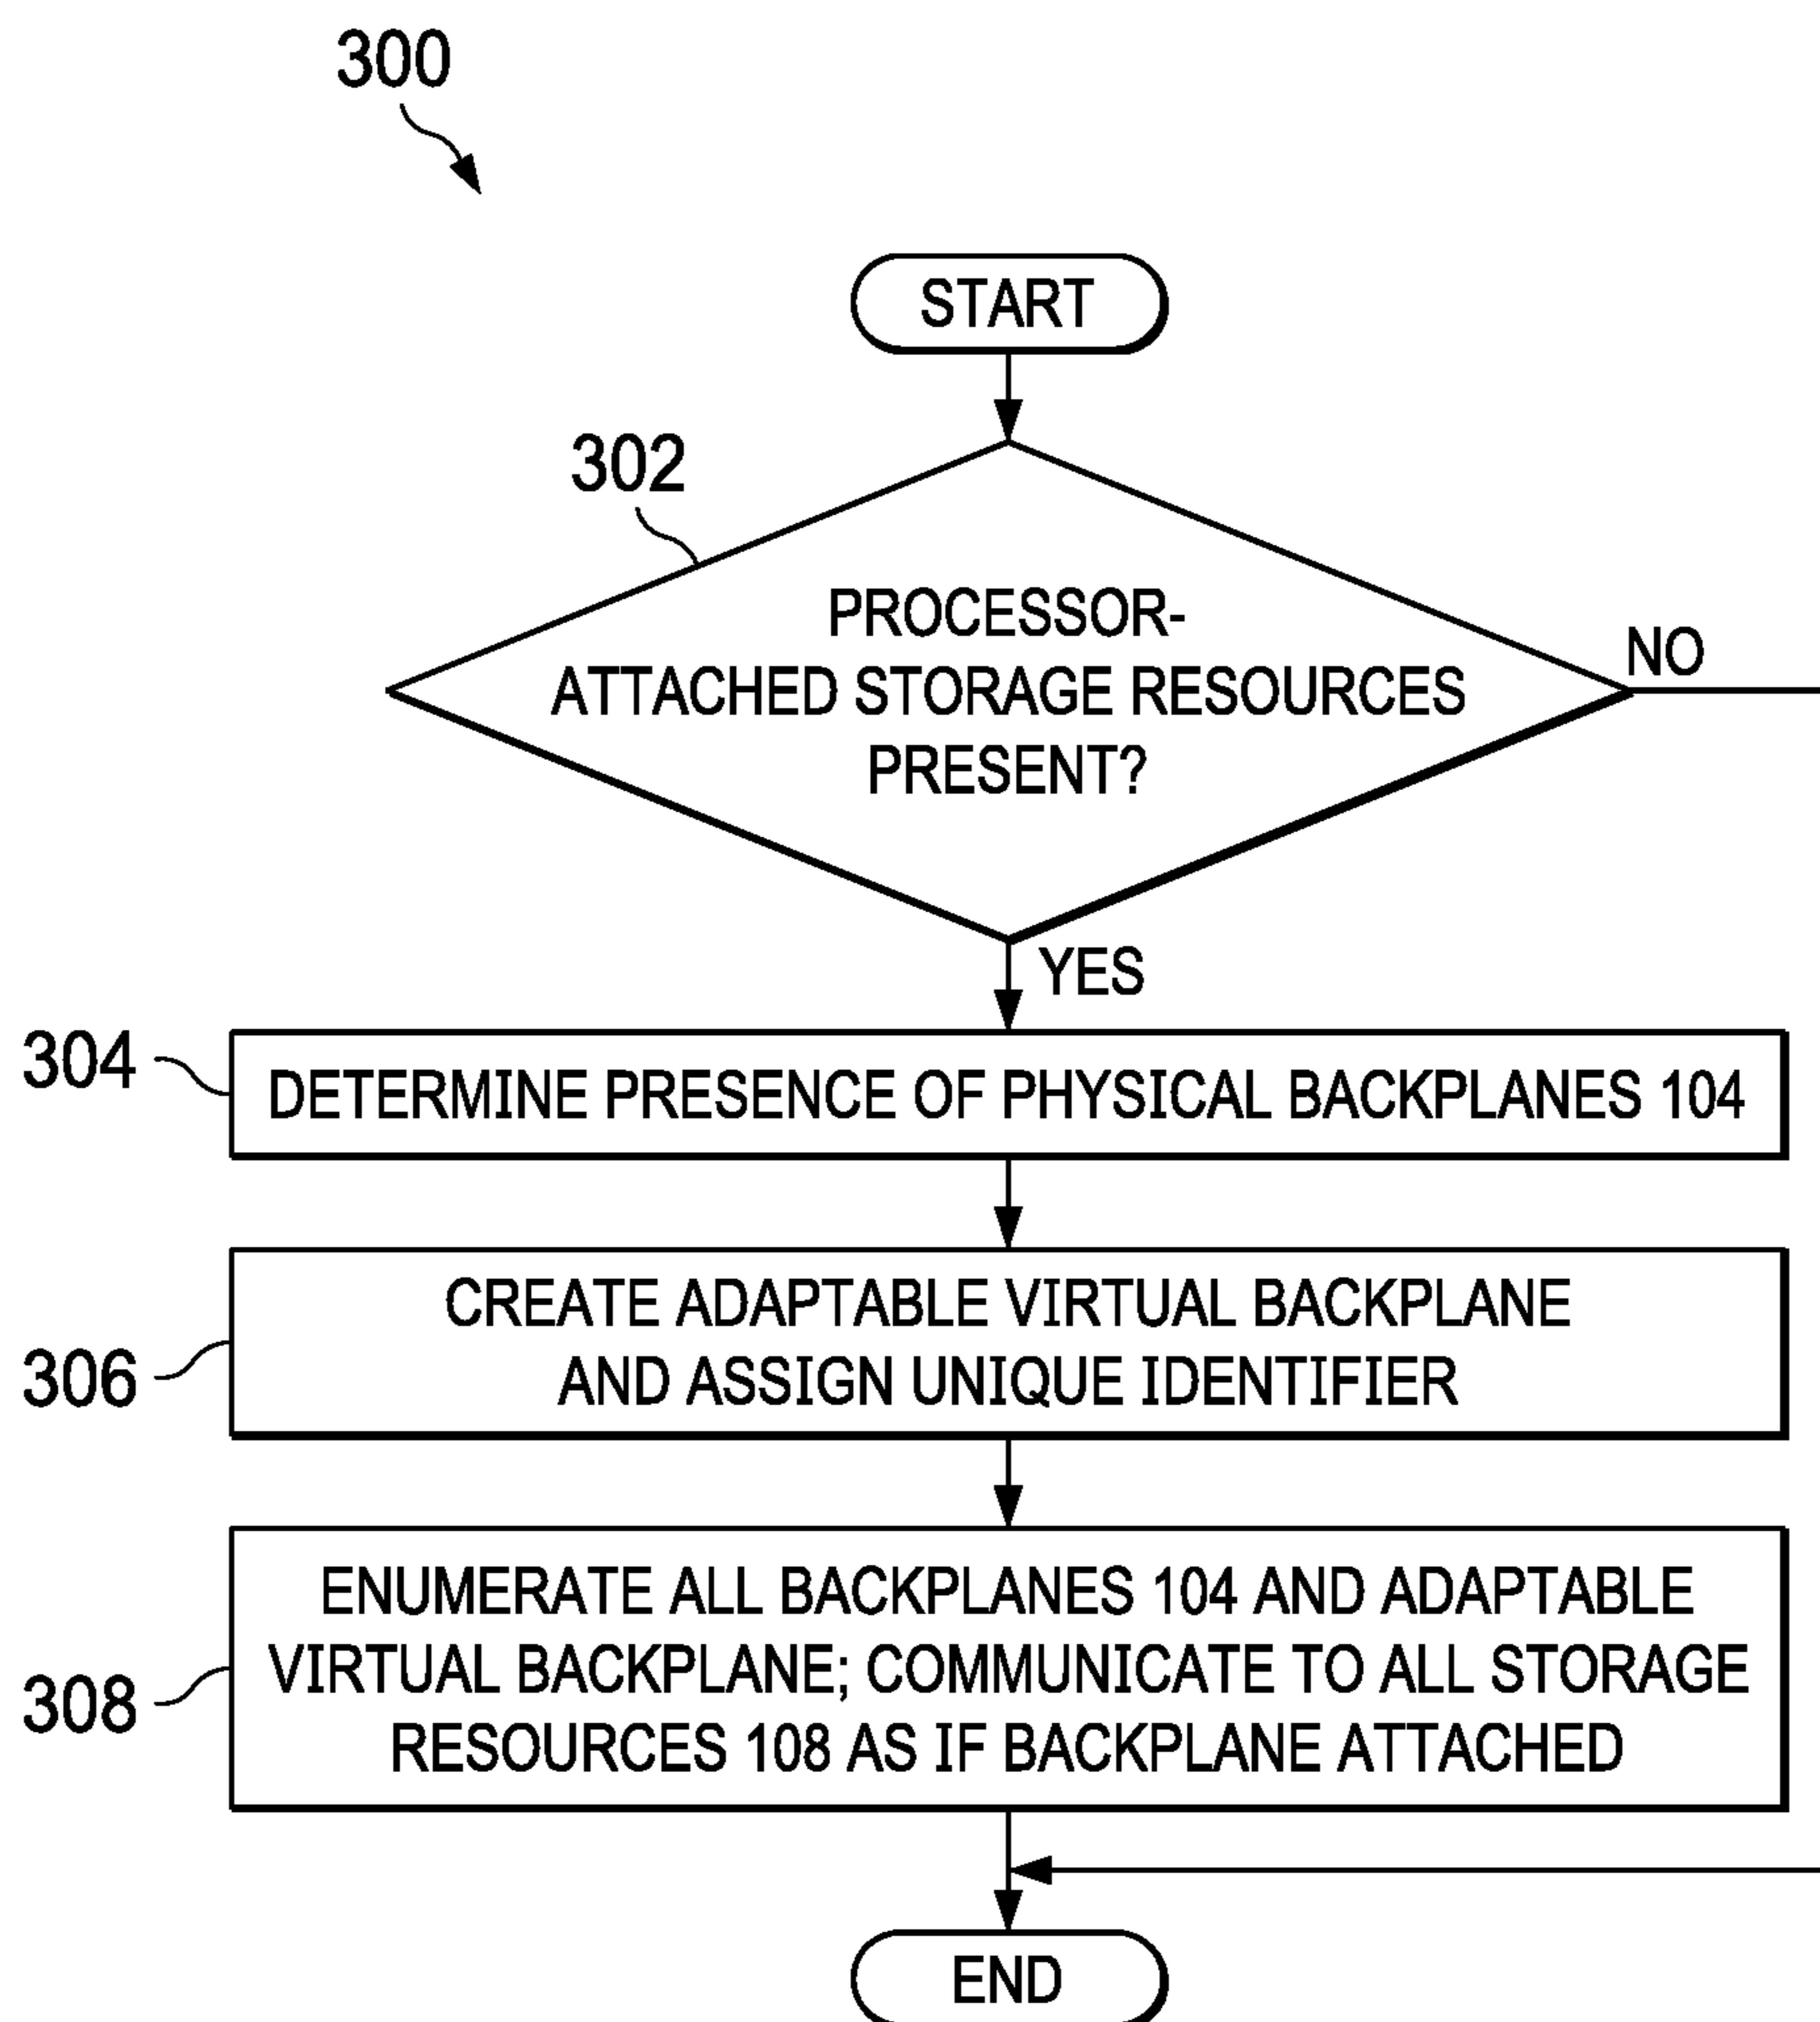 300
START
302
PROCESSOR-
ATTACHED STORAGE RESOURCES
PRESENT?
NO
YES
304
DETERMINE PRESENCE OF PHYSICAL BACKPLANES 104
306
CREATE ADAPTABLE VIRTUAL BACKPLANE
AND ASSIGN UNIQUE IDENTIFIER
308
ENUMERATE ALL BACKPLANES 104 AND ADAPTABLE
VIRTUAL BACKPLANE; COMMUNICATE TO ALL STORAGE
RESOURCES 108 AS IF BACKPLANE ATTACHED
END